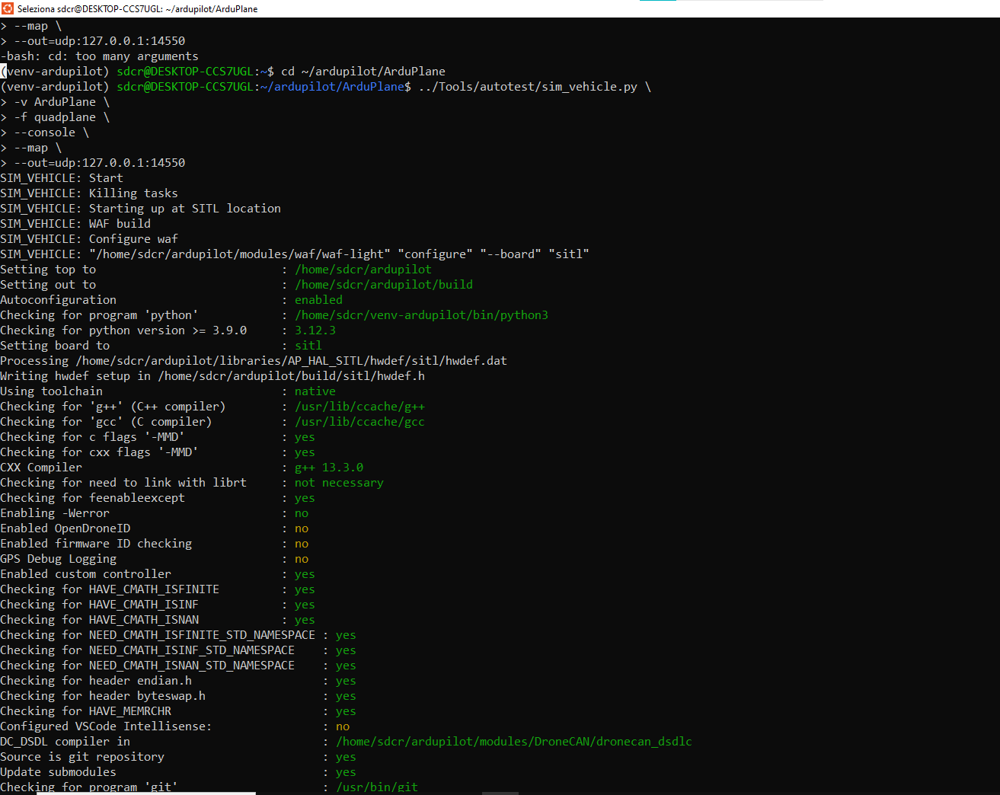 Seleziona sdcr@DESKTOP-CCS7UGL: ~/ardupilot/ArduPlane
> --map \
> --out=udp:127.0.0.1:14550
-bash: cd: too many arguments
(venv-ardupilot) sdcr@DESKTOP-CCS7UGL:~$ cd ~/ardupilot/ArduPlane
(venv-ardupilot) sdcr@DESKTOP-CCS7UGL:~/ardupilot/ArduPlane$ ../Tools/autotest/sim_vehicle.py \
> -v ArduPlane \
> -f quadplane \
> --console \
> --map \
> --out=udp:127.0.0.1:14550
SIM_VEHICLE: Start
SIM_VEHICLE: Killing tasks
SIM_VEHICLE: Starting up at SITL location
SIM_VEHICLE: WAF build
SIM_VEHICLE: Configure waf
SIM_VEHICLE: "/home/sdcr/ardupilot/modules/waf/waf-light" "configure" "--board" "sitl"
Setting top to : /home/sdcr/ardupilot
Setting out to : /home/sdcr/ardupilot/build
Autoconfiguration : enabled
Checking for program 'python' : /home/sdcr/venv-ardupilot/bin/python3
Checking for python version >= 3.9.0 : 3.12.3
Setting board to : sitl
Processing /home/sdcr/ardupilot/libraries/AP_HAL_SITL/hwdef/sitl/hwdef.dat
Writing hwdef setup in /home/sdcr/ardupilot/build/sitl/hwdef.h
Using toolchain : native
Checking for 'g++' (C++ compiler) : /usr/lib/ccache/g++
Checking for 'gcc' (C compiler) : /usr/lib/ccache/gcc
Checking for c flags '-MMD' : yes
Checking for cxx flags '-MMD' : yes
CXX Compiler : g++ 13.3.0
Checking for need to link with librt : not necessary
Checking for feenableexcept : yes
Enabling -Werror : no
Enabled OpenDroneID : no
Enabled firmware ID checking : no
GPS Debug Logging : no
Enabled custom controller : yes
Checking for HAVE_CMATH_ISFINITE : yes
Checking for HAVE_CMATH_ISINF : yes
Checking for HAVE_CMATH_ISNAN : yes
Checking for NEED_CMATH_ISFINITE_STD_NAMESPACE : yes
Checking for NEED_CMATH_ISINF_STD_NAMESPACE : yes
Checking for NEED_CMATH_ISNAN_STD_NAMESPACE : yes
Checking for header endian.h : yes
Checking for header byteswap.h : yes
Checking for HAVE_MEMRCHR : yes
Configured VSCode Intellisense: : no
DC_DSDL compiler in : /home/sdcr/ardupilot/modules/DroneCAN/dronecan_dsdlc
Source is git repository : yes
Update submodules : yes
Checking for program 'git' : /usr/bin/git